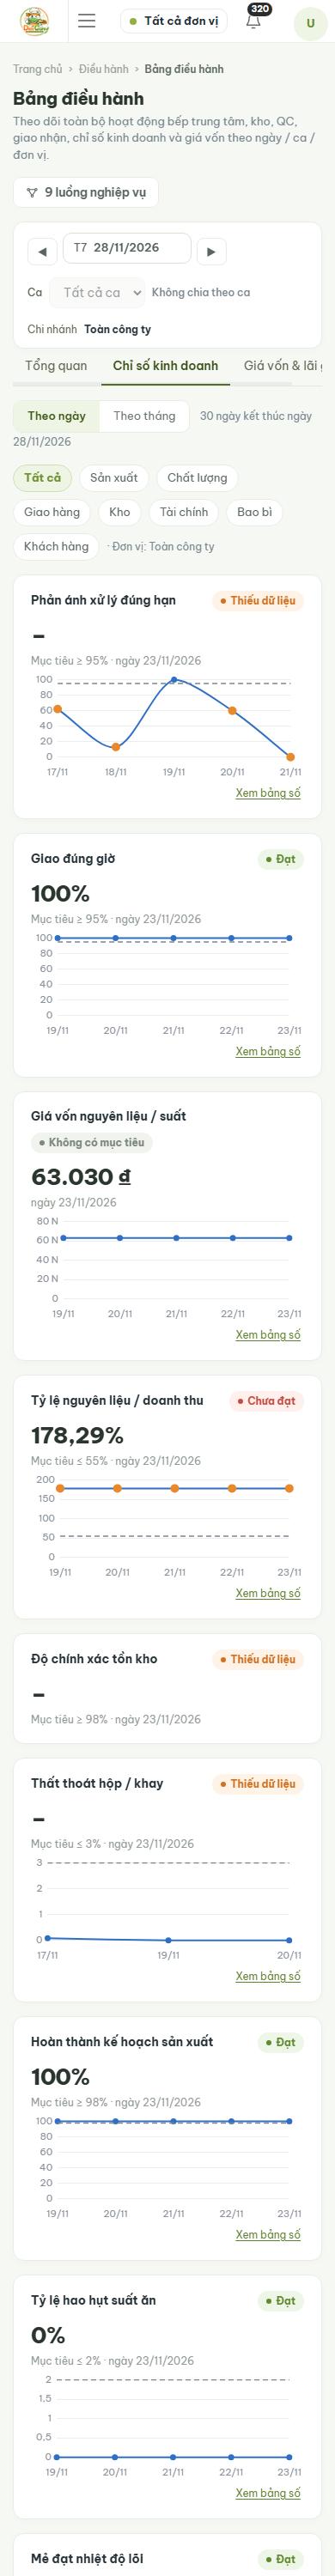 Tất cả đơn vị
320
U
Trang chủ > Điều hành > Bảng điều hành
Bảng điều hành
Theo dõi toàn bộ hoạt động bếp trung tâm, kho, QC,
giao nhận, chỉ số kinh doanh và giá vốn theo ngày / ca /
đơn vị.
9 luồng nghiệp vụ
T7 28/11/2026
Ca Tất cả ca Không chia theo ca
Chi nhánh Toàn công ty
Tổng quan Chỉ số kinh doanh Giá vốn & lãi
Theo ngày Theo tháng 30 ngày kết thúc ngày
28/11/2026
Tất cả Sản xuất Chất lượng
Giao hàng Kho Tài chính Bao bì
Khách hàng · Đơn vị: Toàn công ty
Phản ánh xử lý đúng hạn Thiếu dữ liệu
–
Mục tiêu ≥ 95% · ngày 23/11/2026
100
80
60
40
20
0
17/11 18/11 19/11 20/11 21/11
Xem bảng số
Giao đúng giờ Đạt
100%
Mục tiêu ≥ 95% · ngày 23/11/2026
100
80
60
40
20
0
19/11 20/11 21/11 22/11 23/11
Xem bảng số
Giá vốn nguyên liệu / suất
Không có mục tiêu
63.030 ₫
ngày 23/11/2026
80 N
60 N
40 N
20 N
0
19/11 20/11 21/11 22/11 23/11
Xem bảng số
Tỷ lệ nguyên liệu / doanh thu Chưa đạt
178,29%
Mục tiêu ≤ 55% · ngày 23/11/2026
200
150
100
50
0
19/11 20/11 21/11 22/11 23/11
Xem bảng số
Độ chính xác tồn kho Thiếu dữ liệu
–
Mục tiêu ≥ 98% · ngày 23/11/2026
Thất thoát hộp / khay Thiếu dữ liệu
–
Mục tiêu ≤ 3% · ngày 23/11/2026
3
2
1
0
17/11 19/11 20/11
Xem bảng số
Hoàn thành kế hoạch sản xuất Đạt
100%
Mục tiêu ≥ 98% · ngày 23/11/2026
100
80
60
40
20
0
19/11 20/11 21/11 22/11 23/11
Xem bảng số
Tỷ lệ hao hụt suất ăn Đạt
0%
Mục tiêu ≤ 2% · ngày 23/11/2026
2
1,5
1
0,5
0
19/11 20/11 21/11 22/11 23/11
Xem bảng số
Mẻ đạt nhiệt độ lõi Đạt